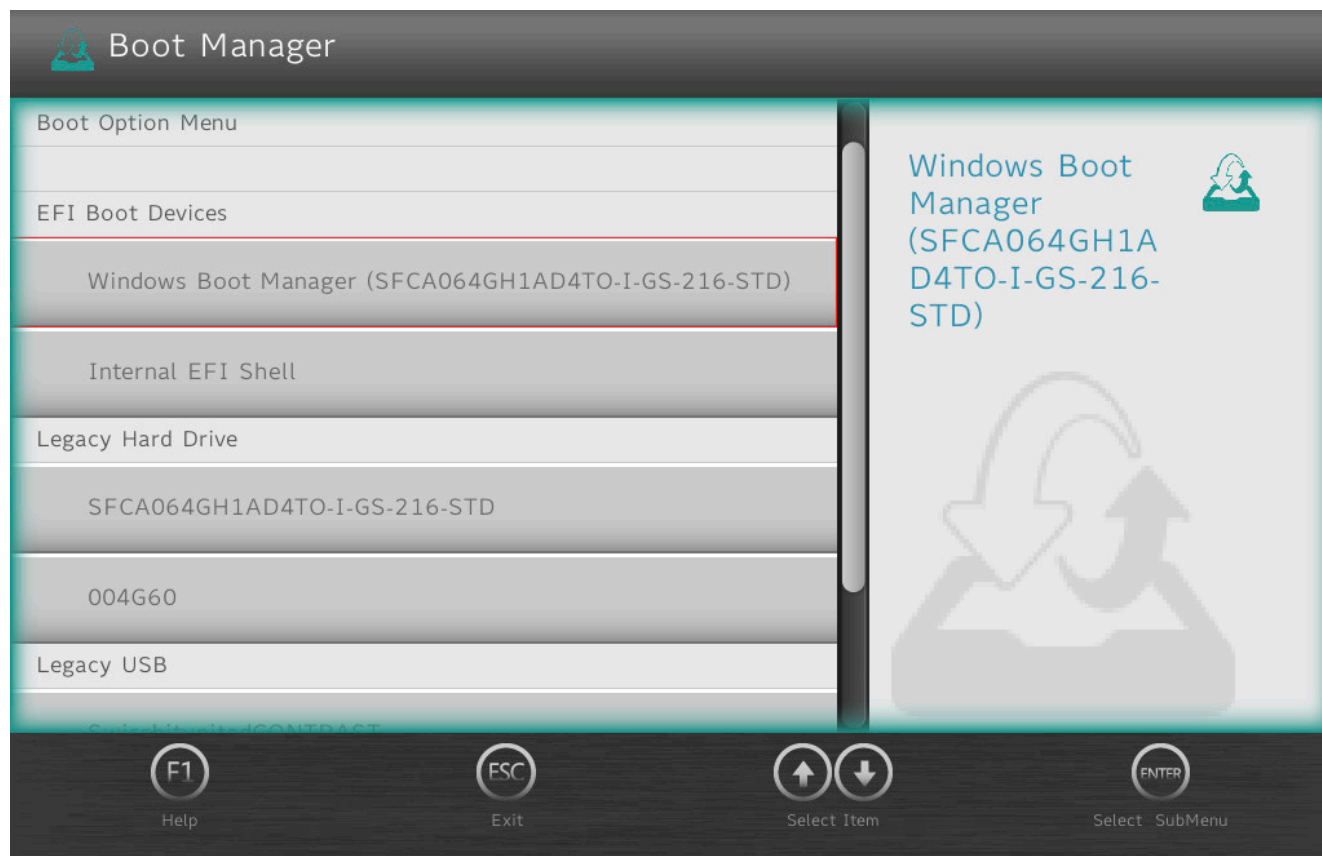 Boot Manager
Boot Option Menu
EFI Boot Devices
Windows Boot Manager (SFCA064GH1AD4TO-I-GS-216-STD)
Internal EFI Shell
Legacy Hard Drive
SFCA064GH1AD4TO-I-GS-216-STD
004G60
Legacy USB
Windows Boot
Manager
(SFCA064GH1A
D4TO-I-GS-216-
STD)
F1
Help
ESC
Exit
Select Item
ENTER
Select SubMenu